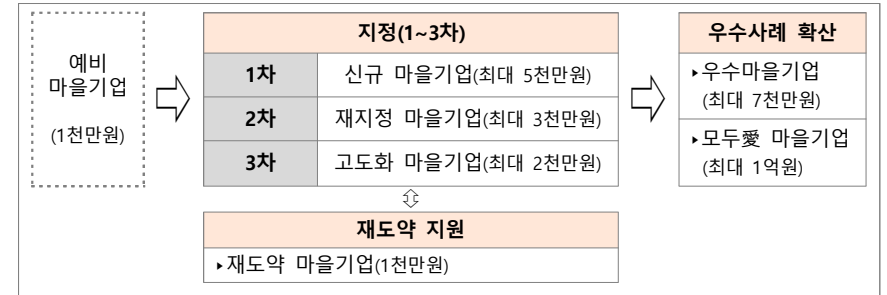 예비
마을기업
(1천만원)
지정(1~3차)
1차 신규 마을기업(최대 5천만원)
2차 재지정 마을기업(최대 3천만원)
3차 고도화 마을기업(최대 2천만원)
재도약 지원
▸재도약 마을기업(1천만원)
우수사례 확산
▸우수마을기업
(최대 7천만원)
▸모두愛 마을기업
(최대 1억원)